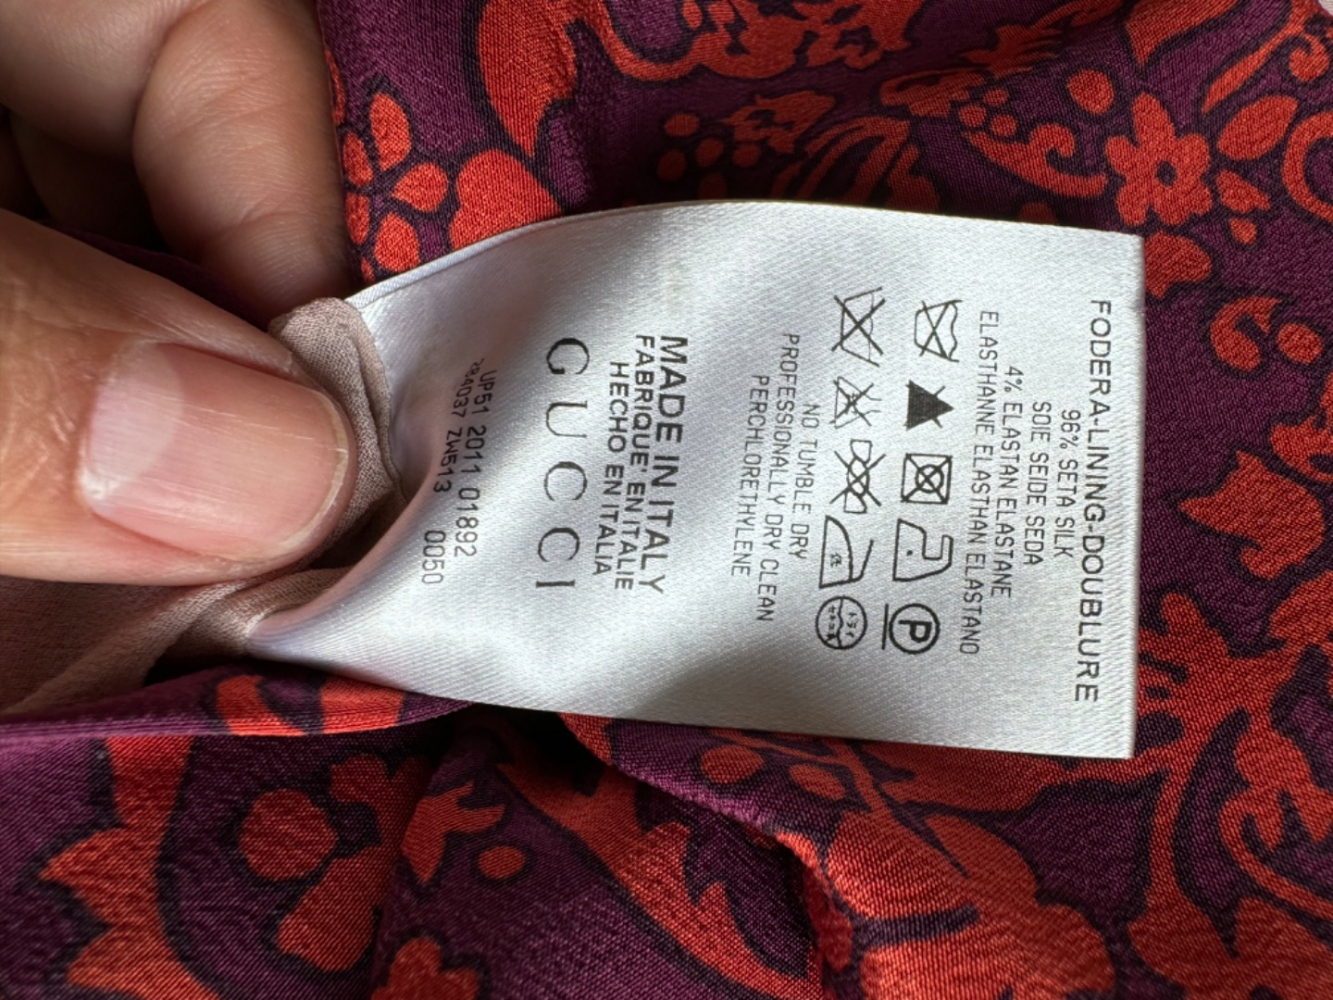 FODERA-LINING-DOUBLURE
96% SETA SILK
SOIE SEIDE SEDA
4% ELASTAN ELASTANE
ELASTHANNE ELASTHAN ELASTANO
P
NO TUMBLE DRY
PROFESSIONALLY DRY CLEAN
PERCHLORETHYLENE
MADE IN ITALY
FABRIQUE' EN ITALIE
HECHO EN ITALIA
GUCCI
UP51 2011 01892
ZW513 0050